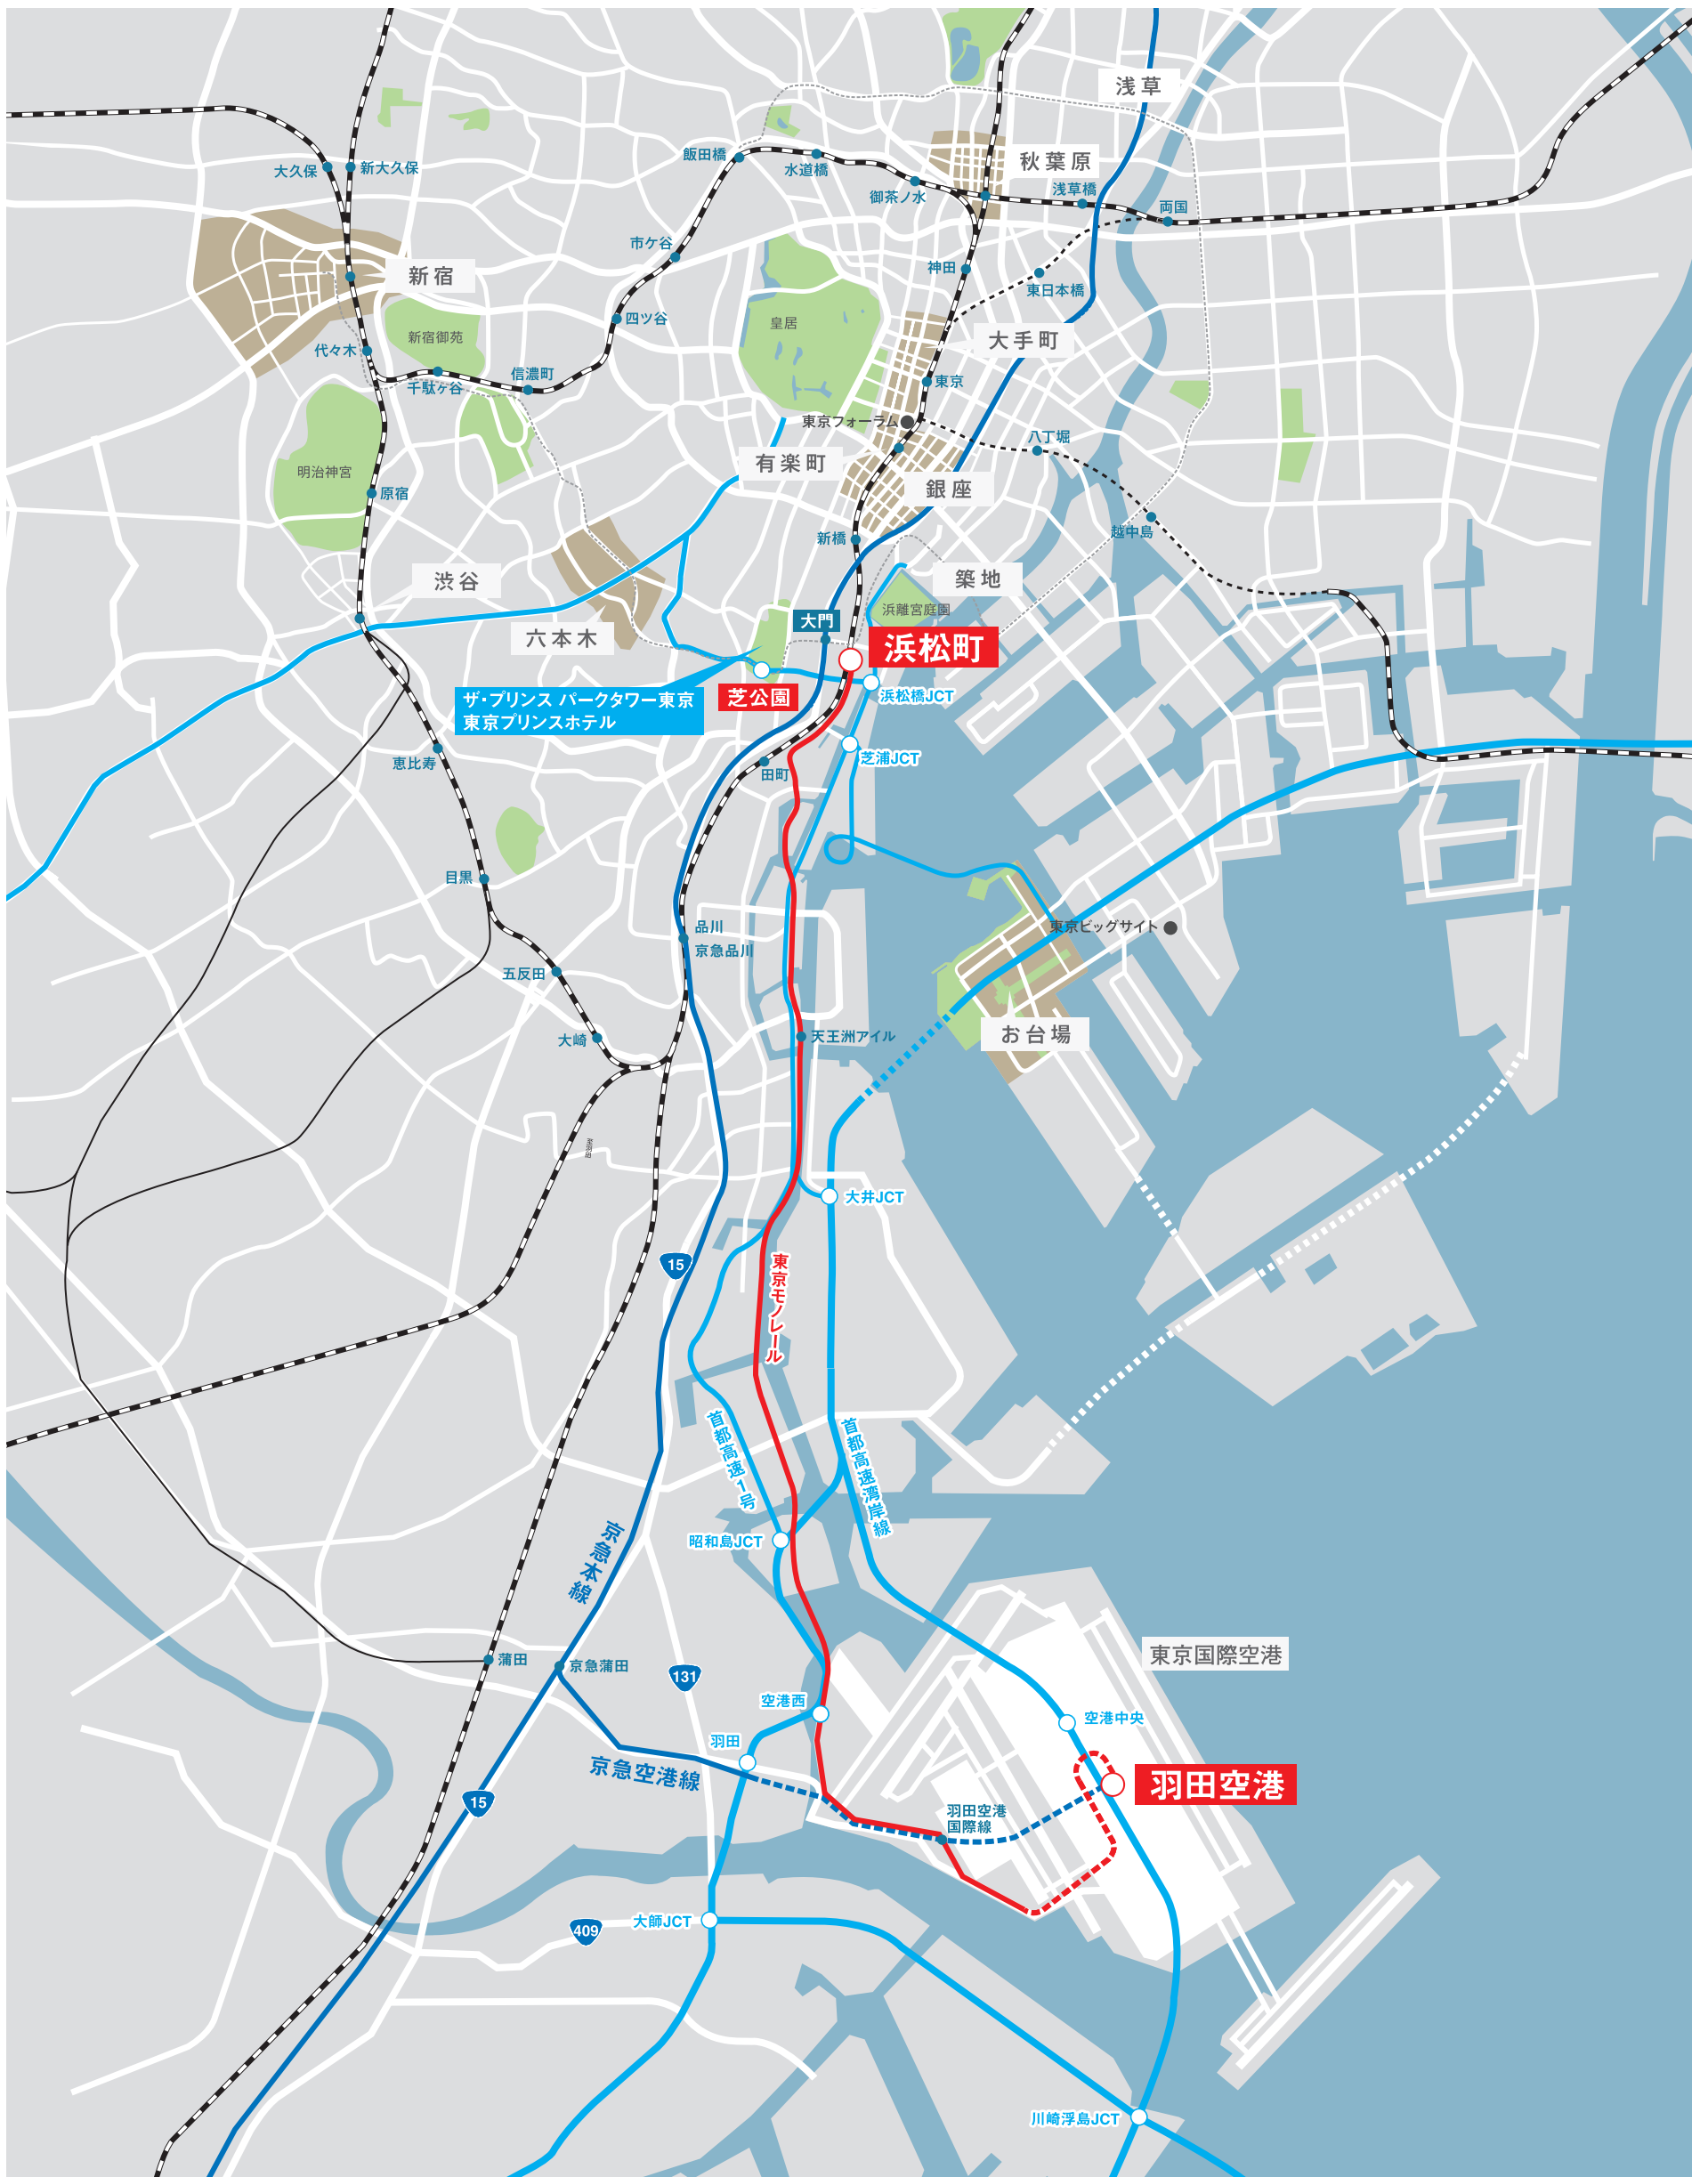 浅草
飯田橋
水道橋
秋葉原
大久保
新大久保
御茶ノ水
浅草橋
両国
市ケ谷
新宿
神田
東日本橋
四ツ谷
皇居
新宿御苑
大手町
代々木
信濃町
千駄ヶ谷
東京
東京フォーラム
八丁堀
有楽町
明治神宮
銀座
原宿
新橋
越中島
渋谷
築地
浜離宮庭園
大門
六本木
浜松町
芝公園
ザ・プリンス パークタワー東京
東京プリンスホテル
浜松橋JCT
恵比寿
芝浦JCT
田町
目黒
品川
京急品川
東京ビッグサイト
五反田
お台場
大崎
天王洲アイル
大井JCT
15
東京モノレール
首都高速1号
首都高速湾岸線
京急本線
昭和島JCT
蒲田
京急蒲田
131
東京国際空港
空港西
空港中央
羽田
京急空港線
羽田空港
15
羽田空港
国際線
409
大師JCT
川崎浮島JCT